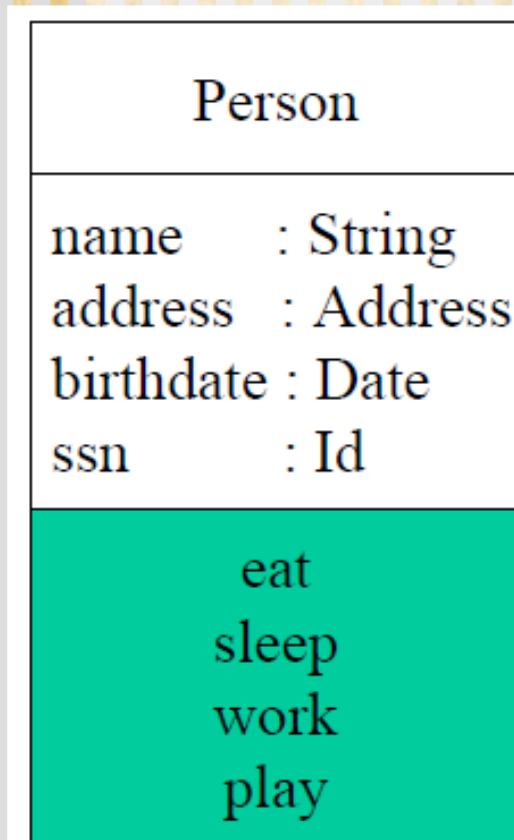 Person
name : String
address : Address
birthdate : Date
ssn : Id
eat
sleep
work
play